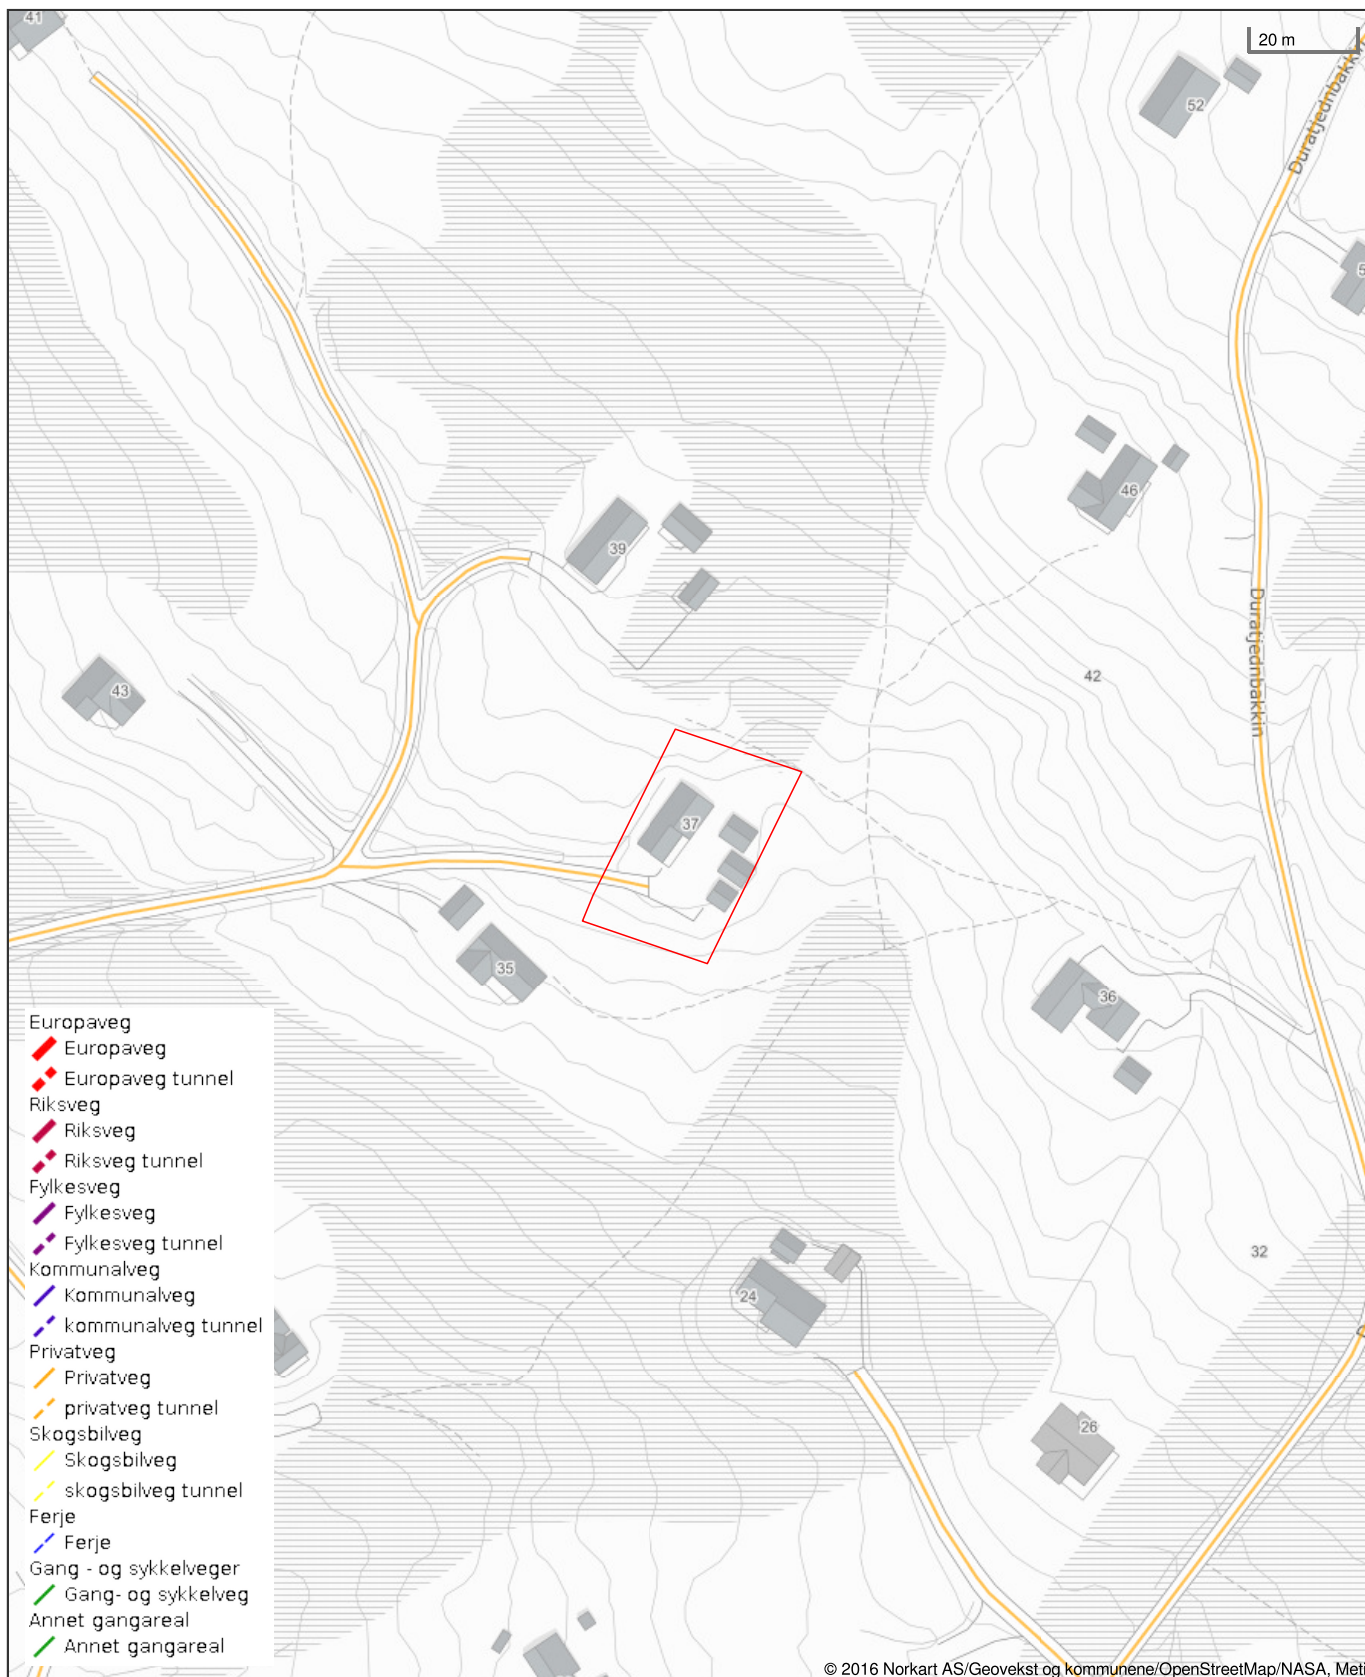 41
20 m
52
Duratjednbakkin
5
46
39
42
43
Duratjednbakkin
37
35
36
Europaveg
Europaveg
Europaveg tunnel
Riksveg
Riksveg
Riksveg tunnel
Fylkesveg
Fylkesveg
Fylkesveg tunnel
Kommunalveg
Kommunalveg
kommunalveg tunnel
Privatveg
Privatveg
privatveg tunnel
Skogsbilveg
Skogsbilveg
skogsbilveg tunnel
Ferje
Ferje
Gang - og sykkelveger
Gang- og sykkelveg
Annet gangareal
Annet gangareal
32
24
26
© 2016 Norkart AS/Geovekst og kommunene/OpenStreetMap/NASA, Met